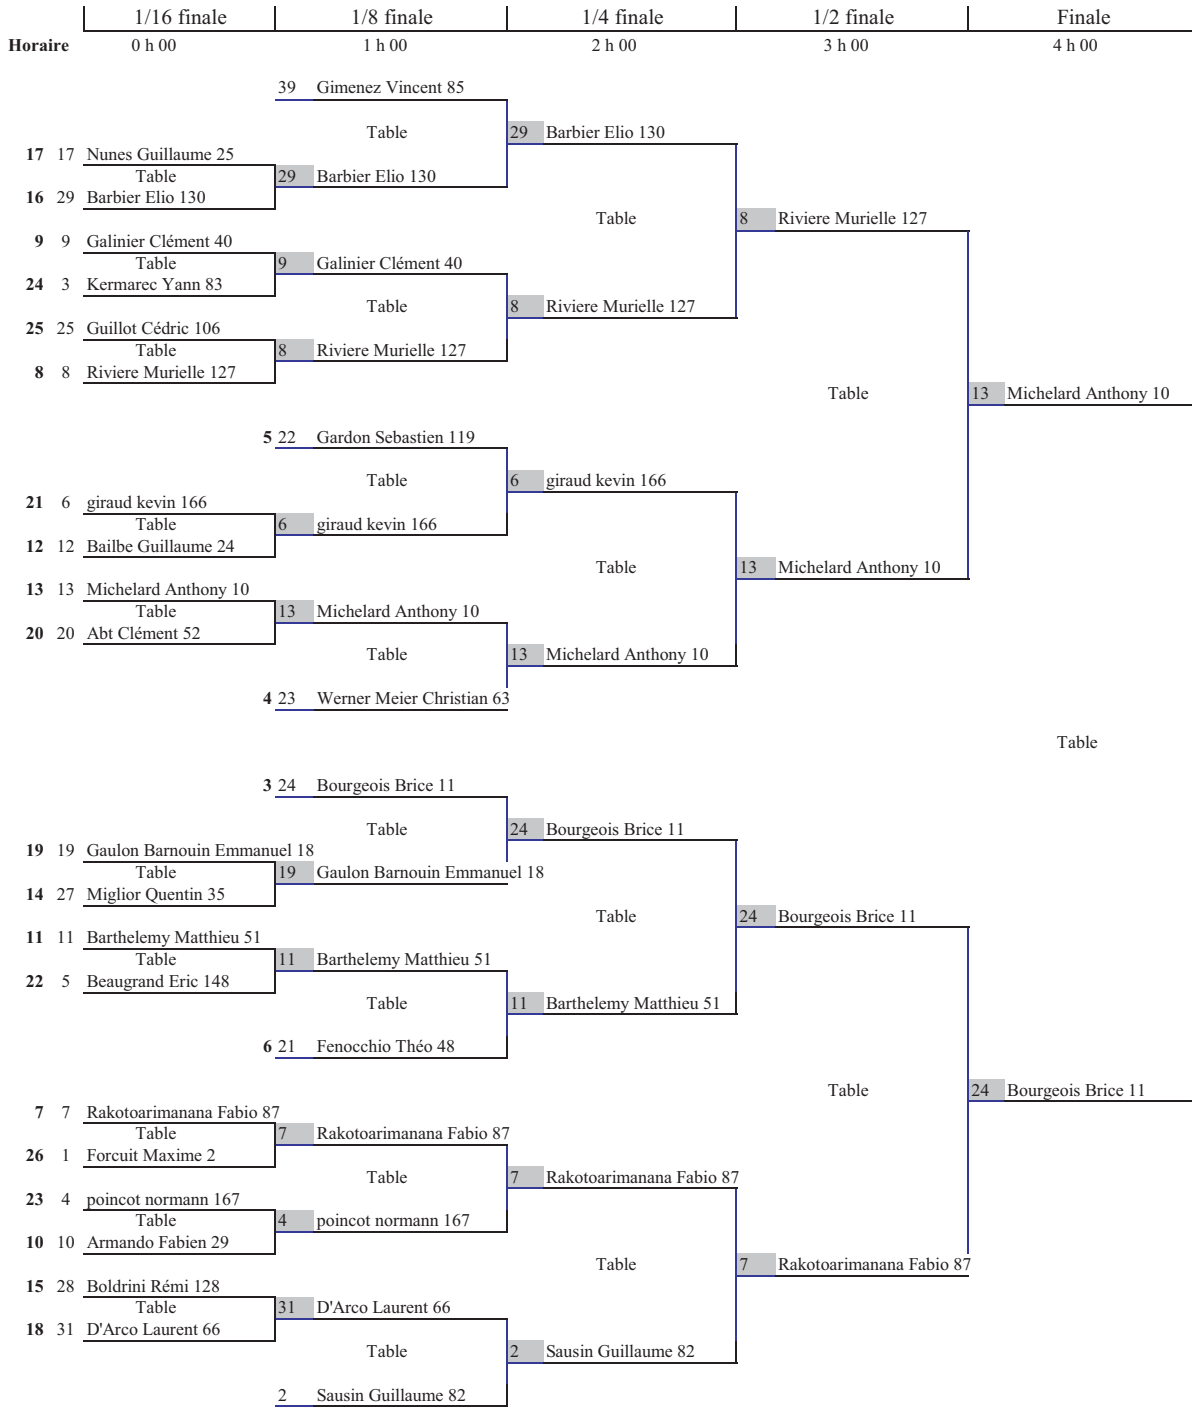 1/16 finale 1/8 finale 1/4 finale 1/2 finale Finale
Horaire 0 h 00 1 h 00 2 h 00 3 h 00 4 h 00
39 Gimenez Vincent 85
Table 29 Barbier Elio 130
17 17 Nunes Guillaume 25
Table 29 Barbier Elio 130
16 29 Barbier Elio 130
Table 8 Riviere Murielle 127
9 9 Galinier Clément 40
Table 9 Galinier Clément 40
24 3 Kermarec Yann 83
Table 8 Riviere Murielle 127
25 25 Guillot Cédric 106
Table 8 Riviere Murielle 127
8 8 Riviere Murielle 127
Table 13 Michelard Anthony 10
5 22 Gardon Sebastien 119
Table 6 giraud kevin 166
21 6 giraud kevin 166
Table 6 giraud kevin 166
12 12 Bailbe Guillaume 24
Table 13 Michelard Anthony 10
13 13 Michelard Anthony 10
Table 13 Michelard Anthony 10
20 20 Abt Clément 52
Table 13 Michelard Anthony 10
4 23 Werner Meier Christian 63
Table
3 24 Bourgeois Brice 11
Table 24 Bourgeois Brice 11
19 19 Gaulon Barnouin Emmanuel 18
Table 19 Gaulon Barnouin Emmanuel 18
14 27 Miglior Quentin 35
Table 24 Bourgeois Brice 11
11 11 Barthelemy Matthieu 51
Table 11 Barthelemy Matthieu 51
22 5 Beaugrand Eric 148
Table 11 Barthelemy Matthieu 51
6 21 Fenocchio Théo 48
Table 24 Bourgeois Brice 11
7 7 Rakotoarimanana Fabio 87
Table 7 Rakotoarimanana Fabio 87
26 1 Forcuit Maxime 2
Table 7 Rakotoarimanana Fabio 87
23 4 poincot normann 167
Table 4 poincot normann 167
10 10 Armando Fabien 29
Table 7 Rakotoarimanana Fabio 87
15 28 Boldrini Rémi 128
Table 31 D'Arco Laurent 66
18 31 D'Arco Laurent 66
Table 2 Sausin Guillaume 82
2 Sausin Guillaume 82